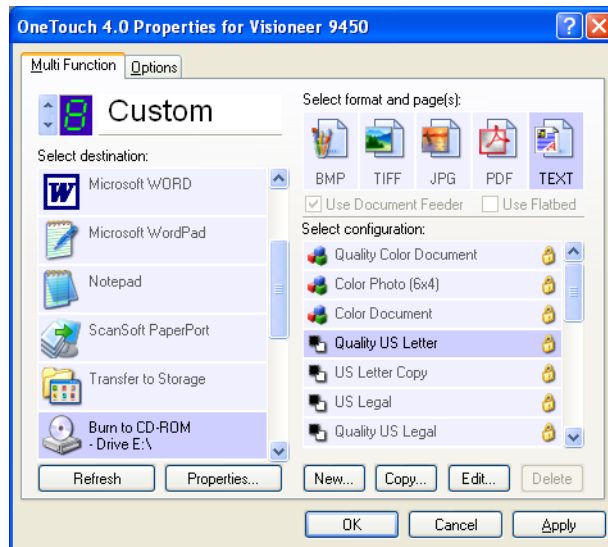 OneTouch 4.0 Properties for Visioneer 9450
Multi Function
Options
8
Custom
Select destination:
Microsoft WORD
Microsoft WordPad
Notepad
ScanSoft PaperPort
Transfer to Storage
Burn to CD-ROM
- Drive E:\
Refresh
Properties...
Select format and page(s):
BMP
TIFF
JPG
PDF
TEXT
Use Document Feeder
Use Flatbed
Select configuration:
Quality Color Document
Color Photo (6x4)
Color Document
Quality US Letter
US Letter Copy
US Legal
Quality US Legal
New...
Copy...
Edit...
Delete
OK
Cancel
Apply